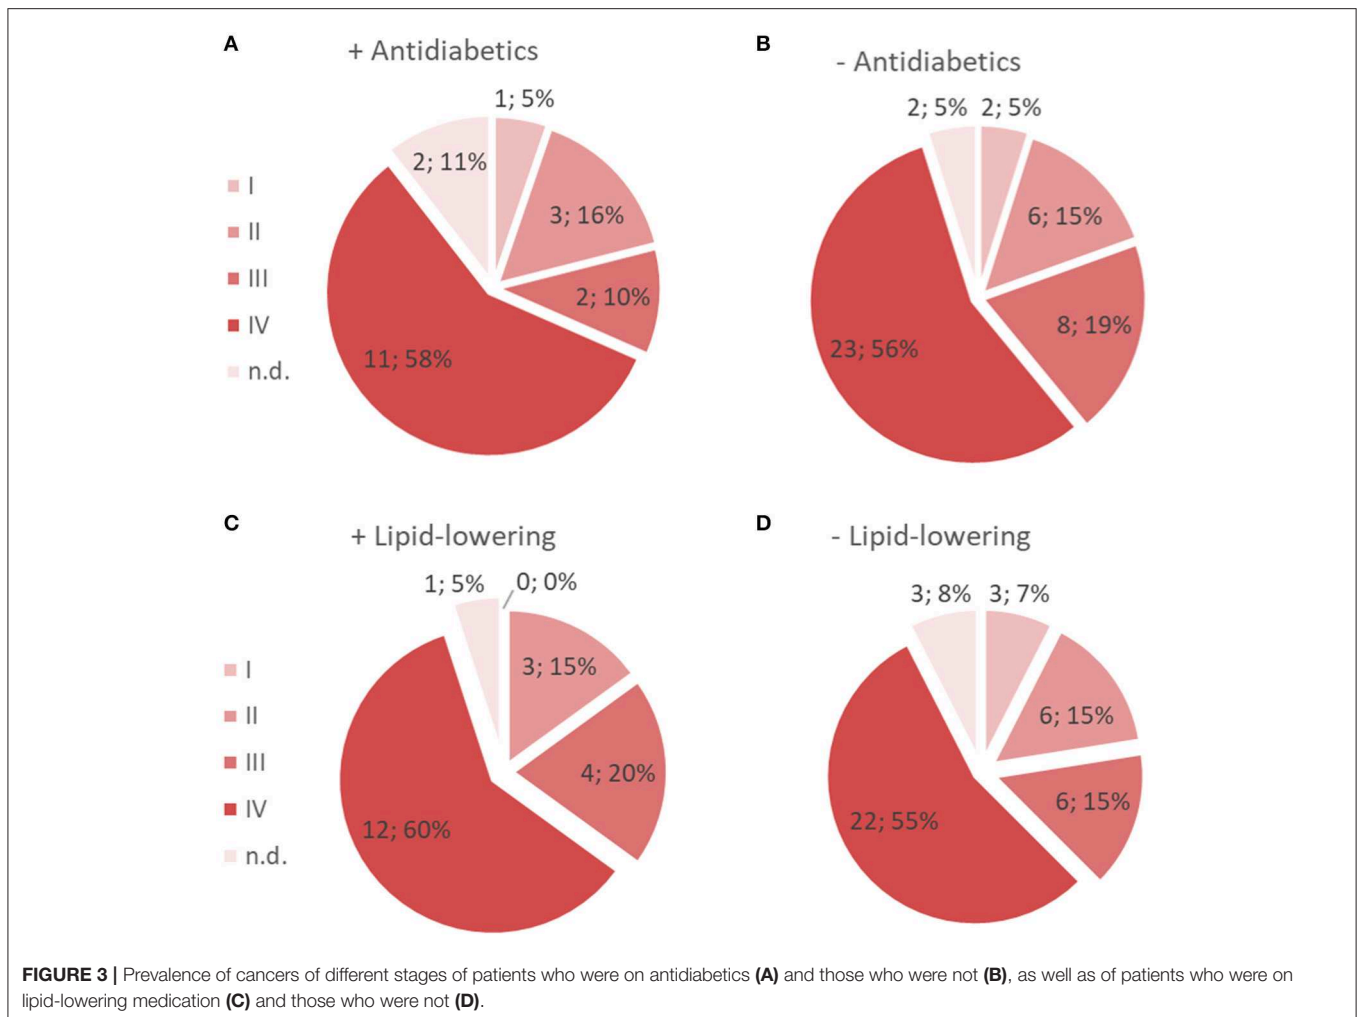 A
+ Antidiabetics
1; 5%
2; 11%
3; 16%
2; 10%
11; 58%
I
II
III
IV
n.d.
B
- Antidiabetics
2; 5% 2; 5%
6; 15%
8; 19%
23; 56%
C
+ Lipid-lowering
1; 5% 0; 0%
3; 15%
4; 20%
12; 60%
I
II
III
IV
n.d.
D
- Lipid-lowering
3; 8% 3; 7%
6; 15%
6; 15%
22; 55%
FIGURE 3 | Prevalence of cancers of different stages of patients who were on antidiabetics (A) and those who were not (B), as well as of patients who were on
lipid-lowering medication (C) and those who were not (D).